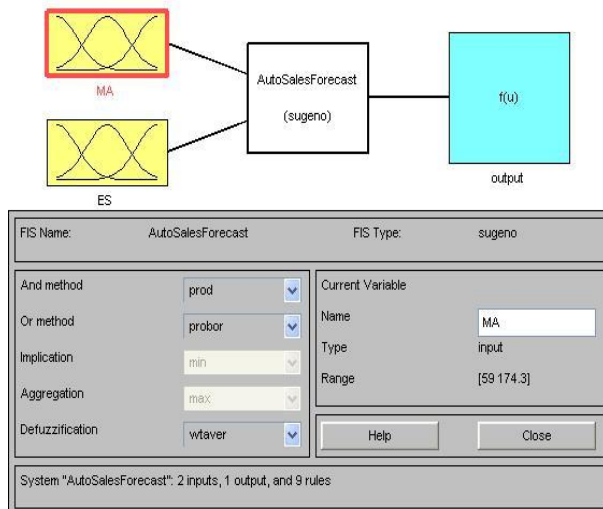 MA
AutoSalesForecast
(sugeno)
f(u)
ES
output
FIS Name: AutoSalesForecast FIS Type: sugeno
And method prod
Or method probor
Implication min
Aggregation max
Defuzzification wtaver
Current Variable
Name MA
Type input
Range [59 174.3]
Help Close
System "AutoSalesForecast": 2 inputs, 1 output, and 9 rules